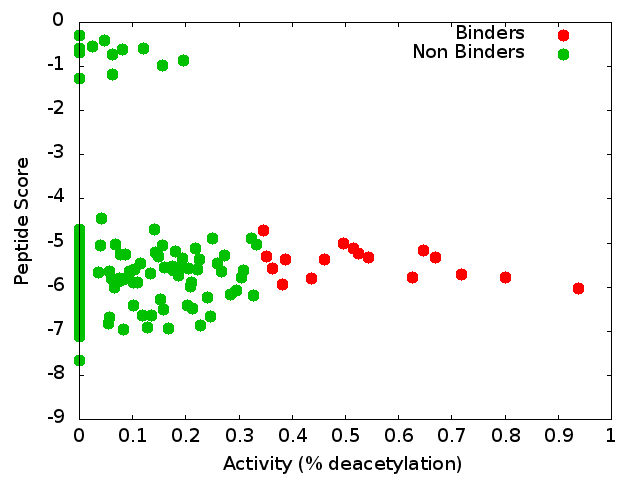 0
-1
-2
-3
-4
-5
-6
-7
-8
-9
Peptide Score
Binders
Non Binders
0 0.1 0.2 0.3 0.4 0.5 0.6 0.7 0.8 0.9 1
Activity (% deacetylation)